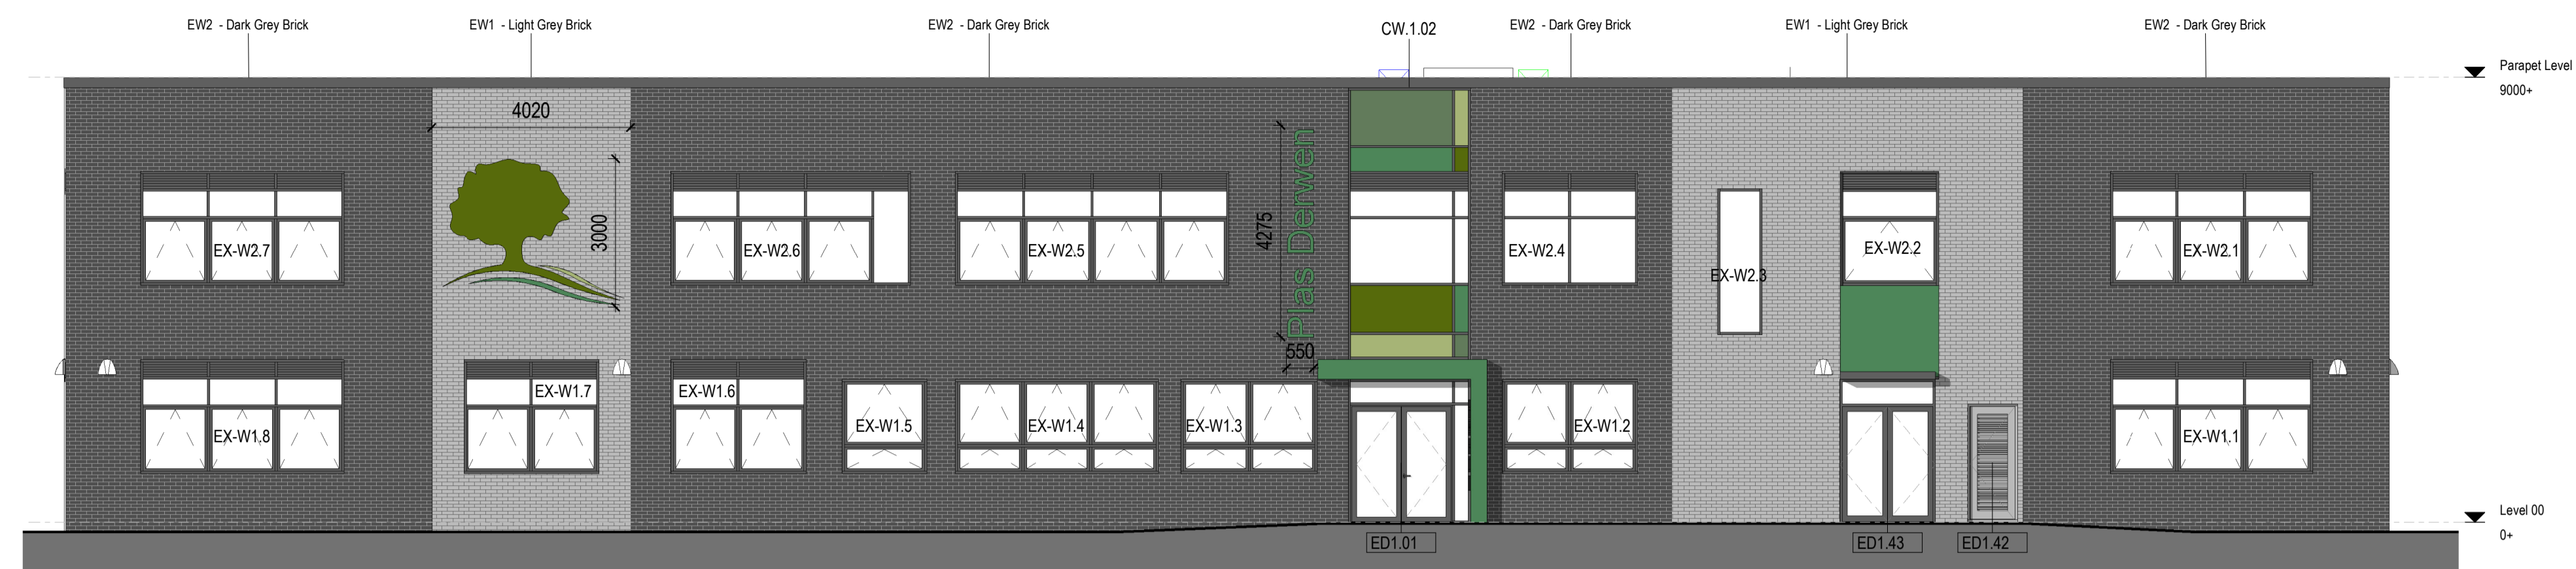 EW2 - Dark Grey Brick
EW1 - Light Grey Brick
EW2 - Dark Grey Brick
CW.1.02
EW2 - Dark Grey Brick
EW1 - Light Grey Brick
EW2 - Dark Grey Brick
Parapet Level
9000+
4020
3000
4275
Plas Derwen
550
EX-W2.7
EX-W2.6
EX-W2.5
EX-W2.4
EX-W2.3
EX-W2.2
EX-W2.1
EX-W1.8
EX-W1.7
EX-W1.6
EX-W1.5
EX-W1.4
EX-W1.3
EX-W1.2
EX-W1.1
Level 00
0+
ED1.01
ED1.43
ED1.42